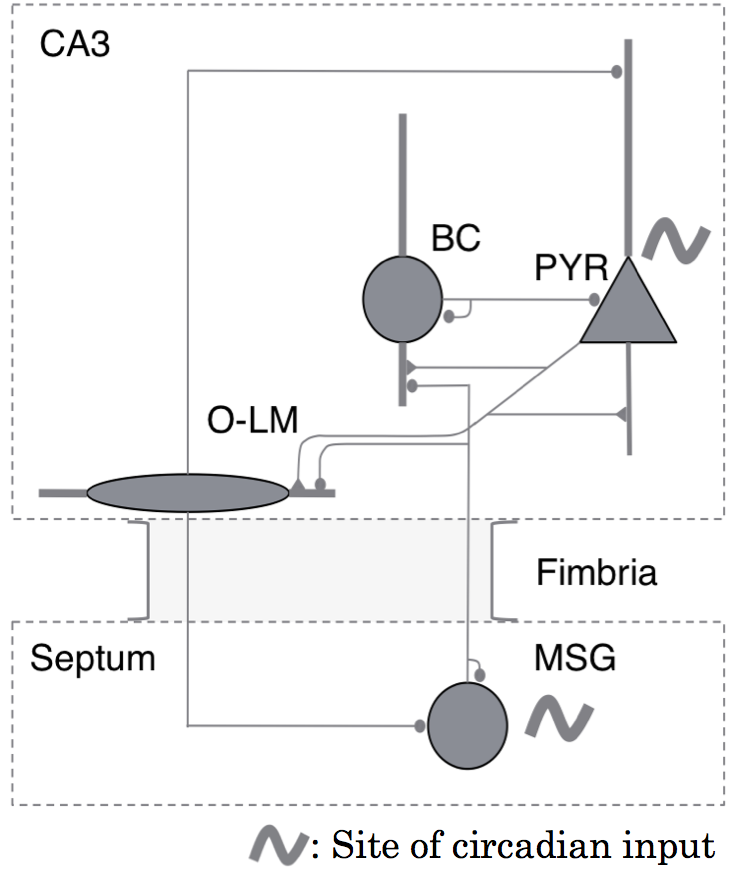 CA3
BC
PYR
O-LM
Fimbria
Septum
MSG
: Site of circadian input